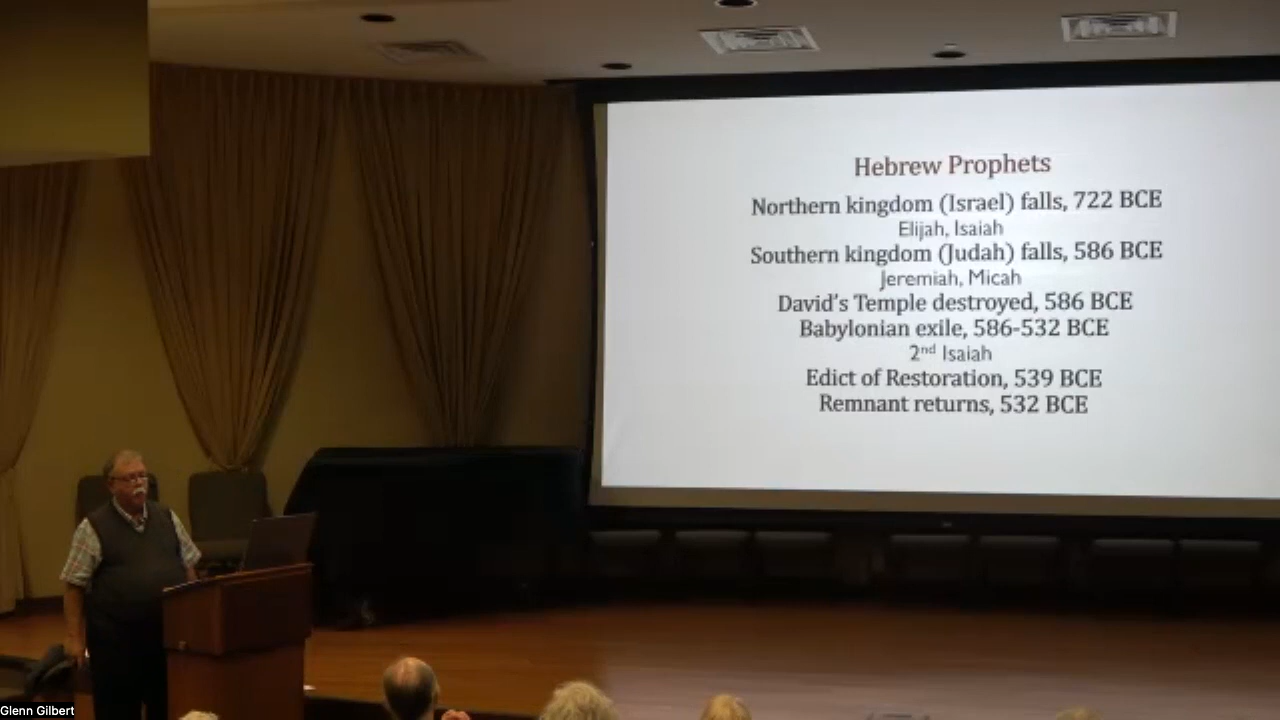 Hebrew Prophets
Northern kingdom (Israel) falls, 722 BCE
Elijah, Isaiah
Southern kingdom (Judah) falls, 586 BCE
Jeremiah, Micah
David's Temple destroyed, 586 BCE
Babylonian exile, 586-532 BCE
2nd Isaiah
Edict of Restoration, 539 BCE
Remnant returns, 532 BCE
Glenn Gilbert